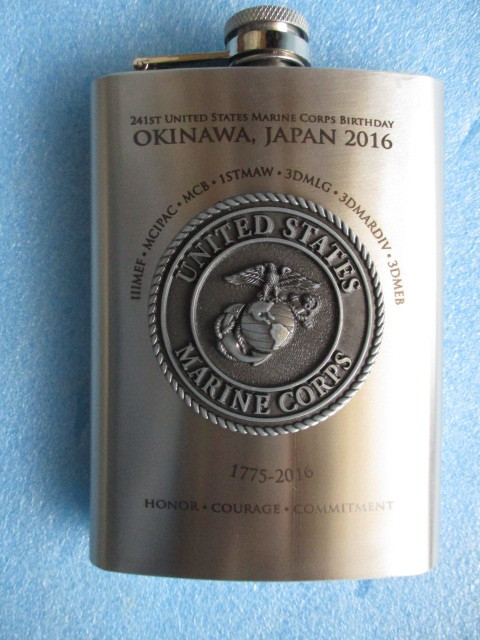 241ST UNITED STATES MARINE CORPS BIRTHDAY
OKINAWA, JAPAN 2016
IIIMEF • MCIPAC • MCB • 1STMAW • 3DMLG • 3DMARDIV • 3DMEB
UNITED STATES
MARINE CORPS
1775-2016
HONOR • COURAGE • COMMITMENT